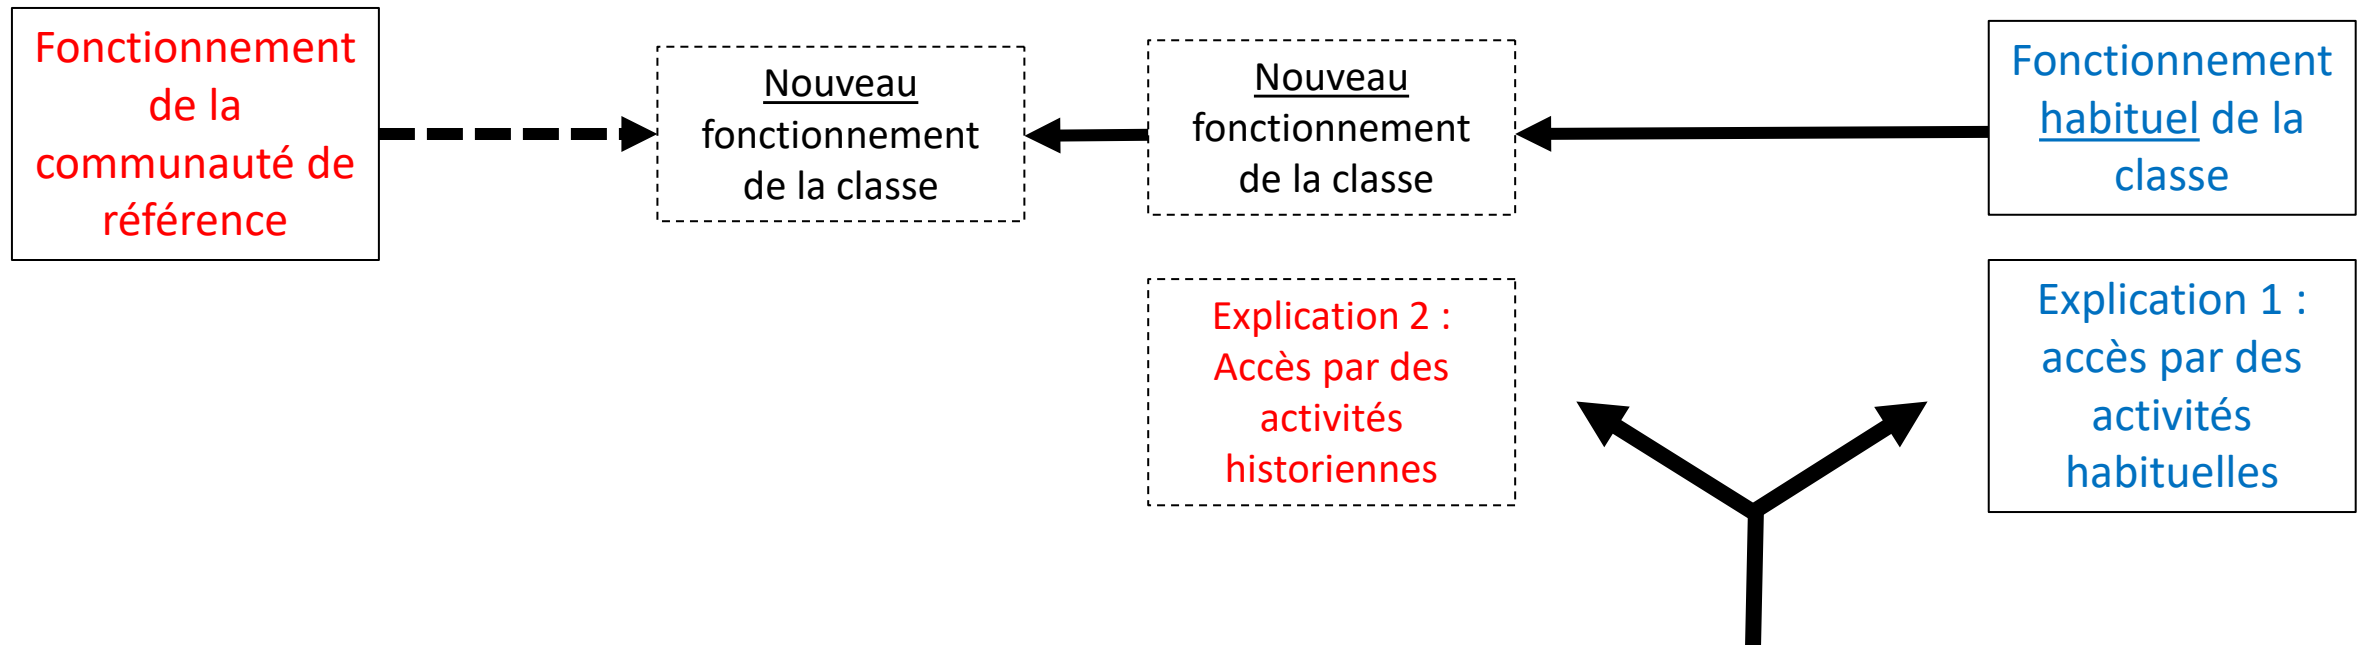 Fonctionnement
de la
communauté de
référence
Nouveau
fonctionnement
de la classe
Nouveau
fonctionnement
de la classe
Fonctionnement
habituel de la
classe
Explication 2 :
Accès par des
activités
historiennes
Explication 1 :
accès par des
activités
habituelles